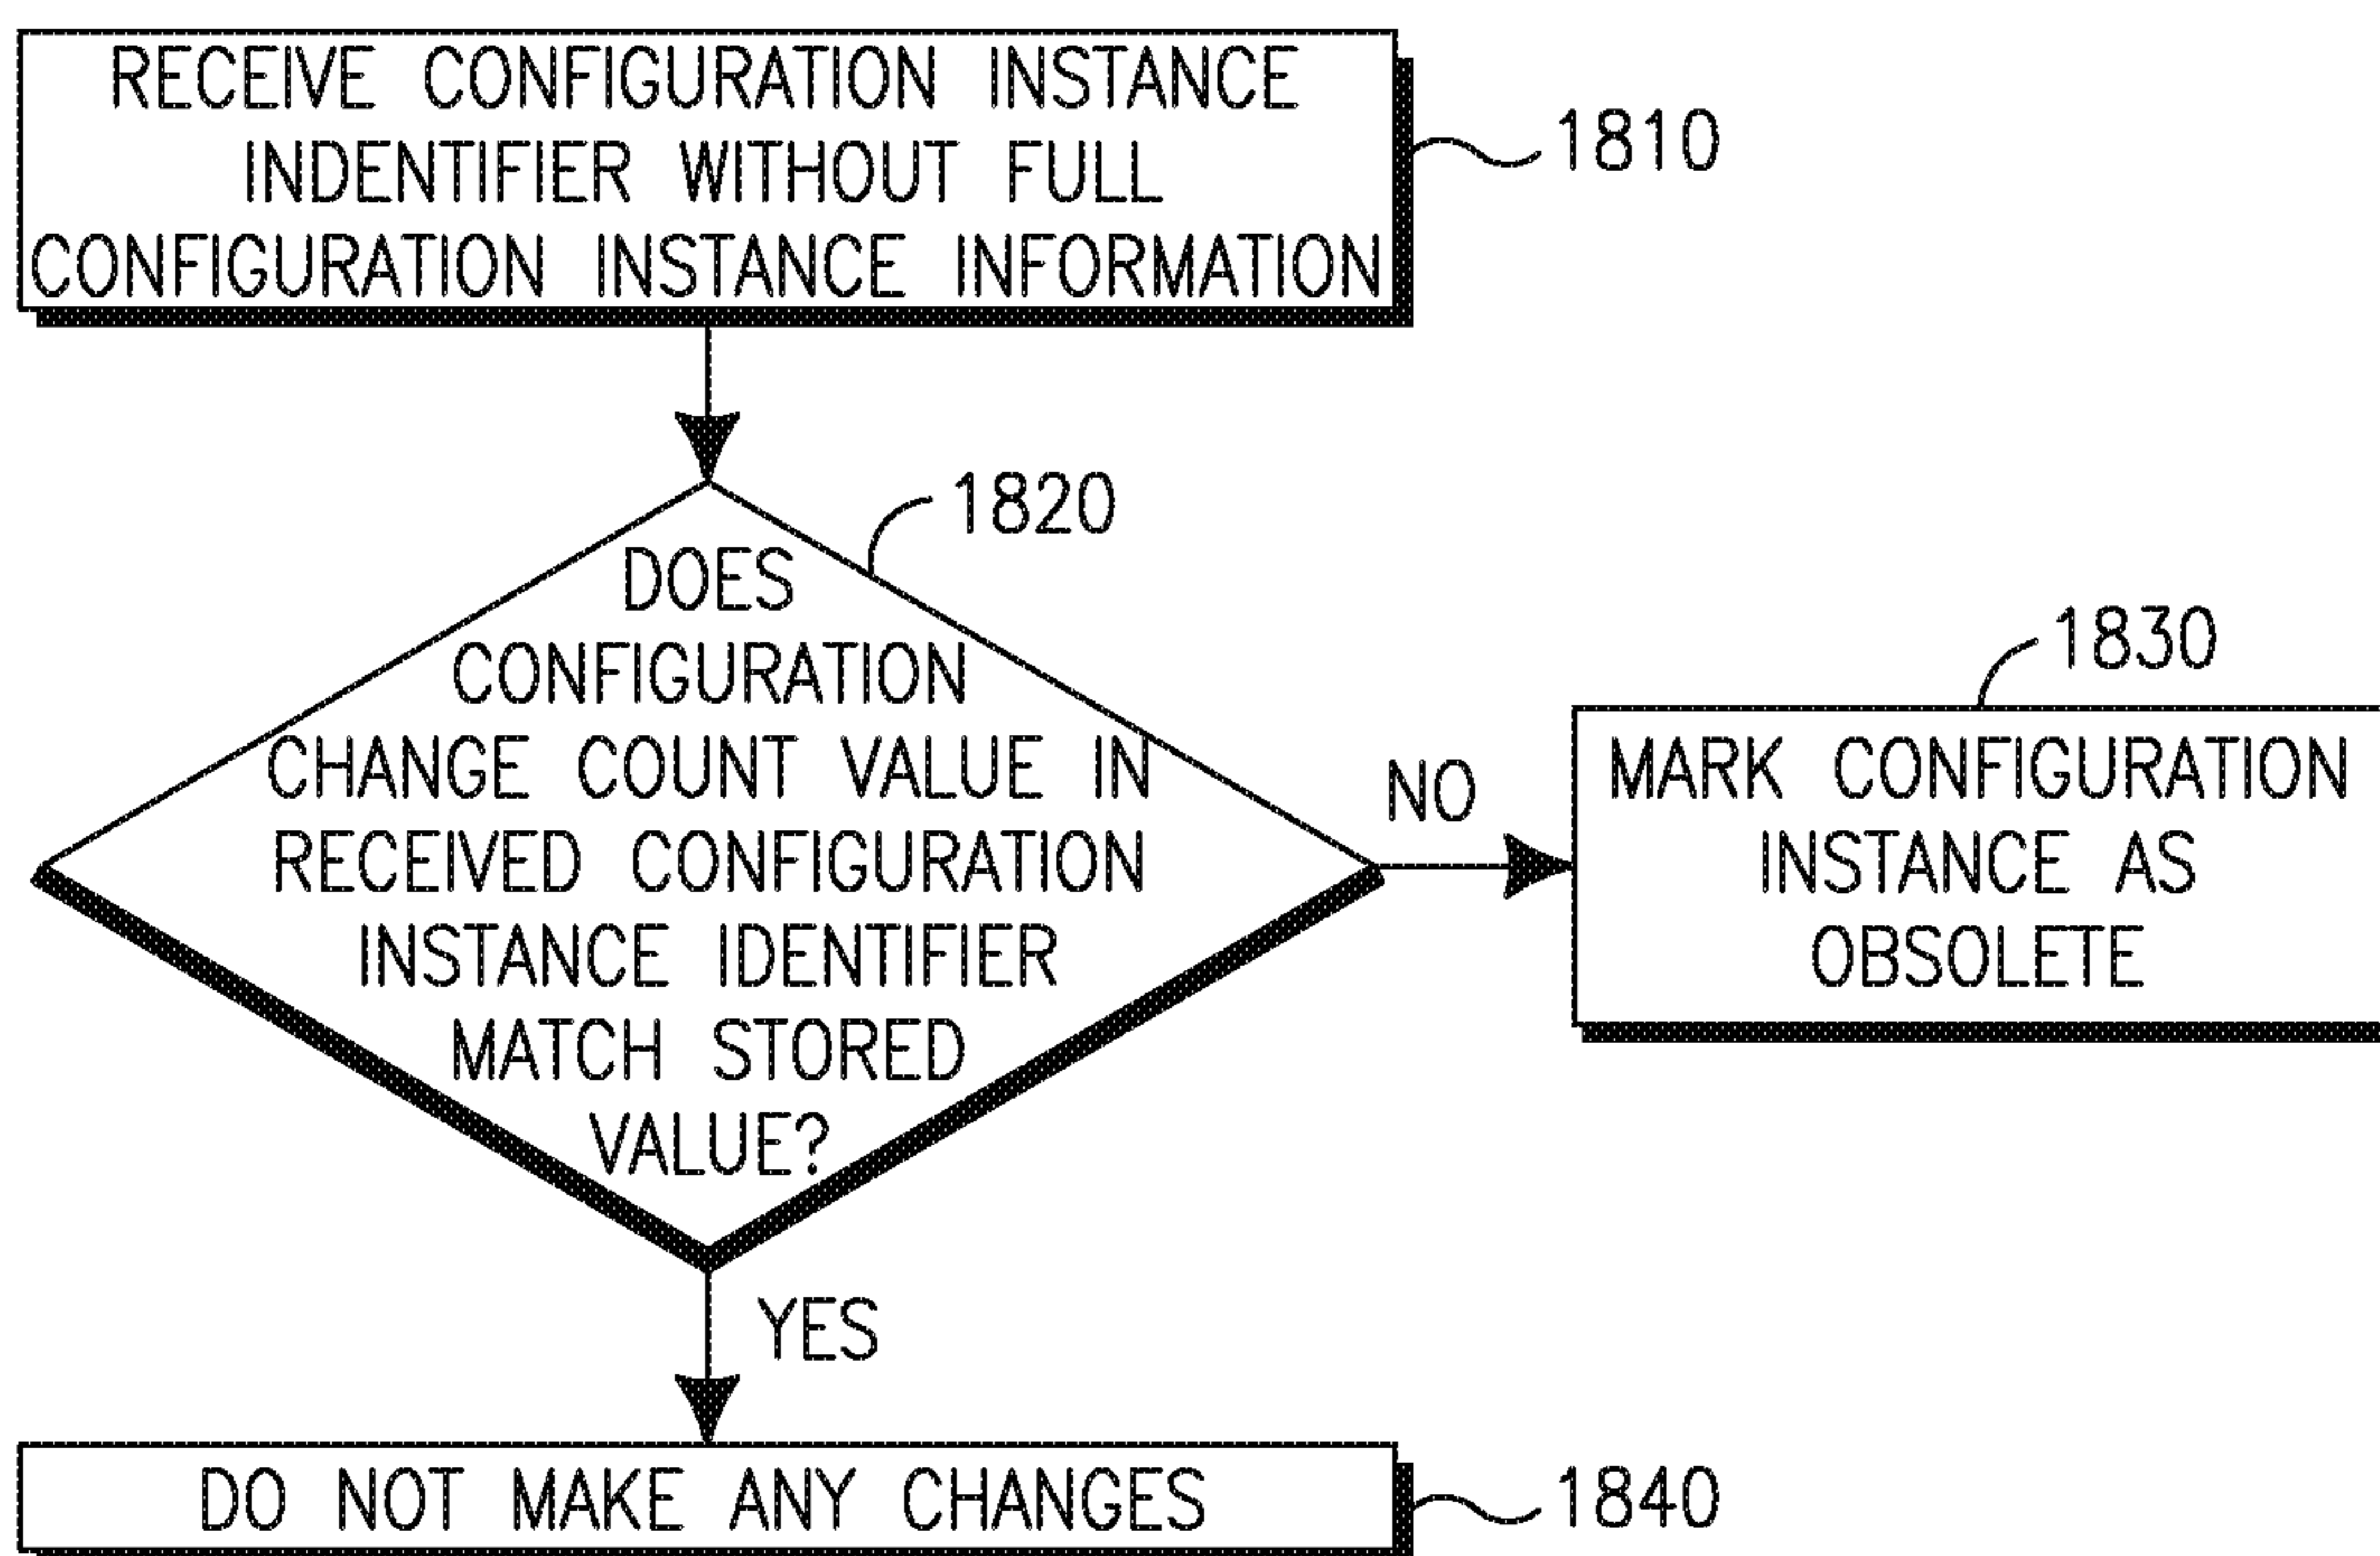 RECEIVE CONFIGURATION INSTANCE
INDENTIFIER WITHOUT FULL
CONFIGURATION INSTANCE INFORMATION
1810
1820
DOES
CONFIGURATION
CHANGE COUNT VALUE IN
RECEIVED CONFIGURATION
INSTANCE IDENTIFIER
MATCH STORED
VALUE?
NO
1830
MARK CONFIGURATION
INSTANCE AS
OBSOLETE
YES
DO NOT MAKE ANY CHANGES
1840